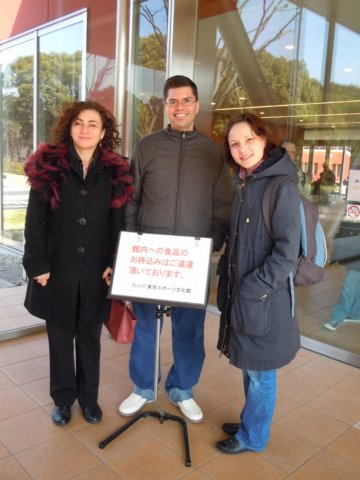 館内への食品の
お持込みはご遠慮
頂いております。
東京スポーツ文化館